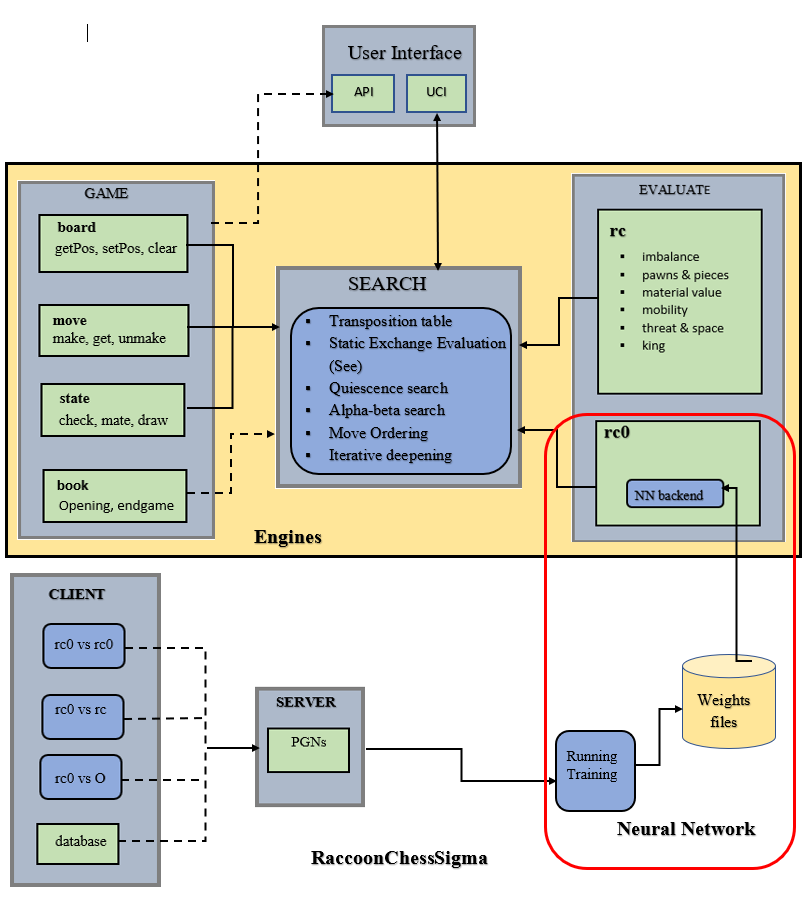 User Interface
API
UCI
GAME
board
getPos, setPos, clear
move
make, get, unmake
state
check, mate, draw
book
Opening, endgame
SEARCH
▪ Transposition table
▪ Static Exchange Evaluation
(See)
▪ Quiescence search
▪ Alpha-beta search
▪ Move Ordering
▪ Iterative deepening
EVALUATE
rc
▪ imbalance
▪ pawns & pieces
▪ material value
▪ mobility
▪ threat & space
▪ king
rc0
NN backend
Engines
CLIENT
rc0 vs rc0
rc0 vs rc
rc0 vs O
database
SERVER
PGNs
Running
Training
Weights
files
Neural Network
RaccoonChessSigma